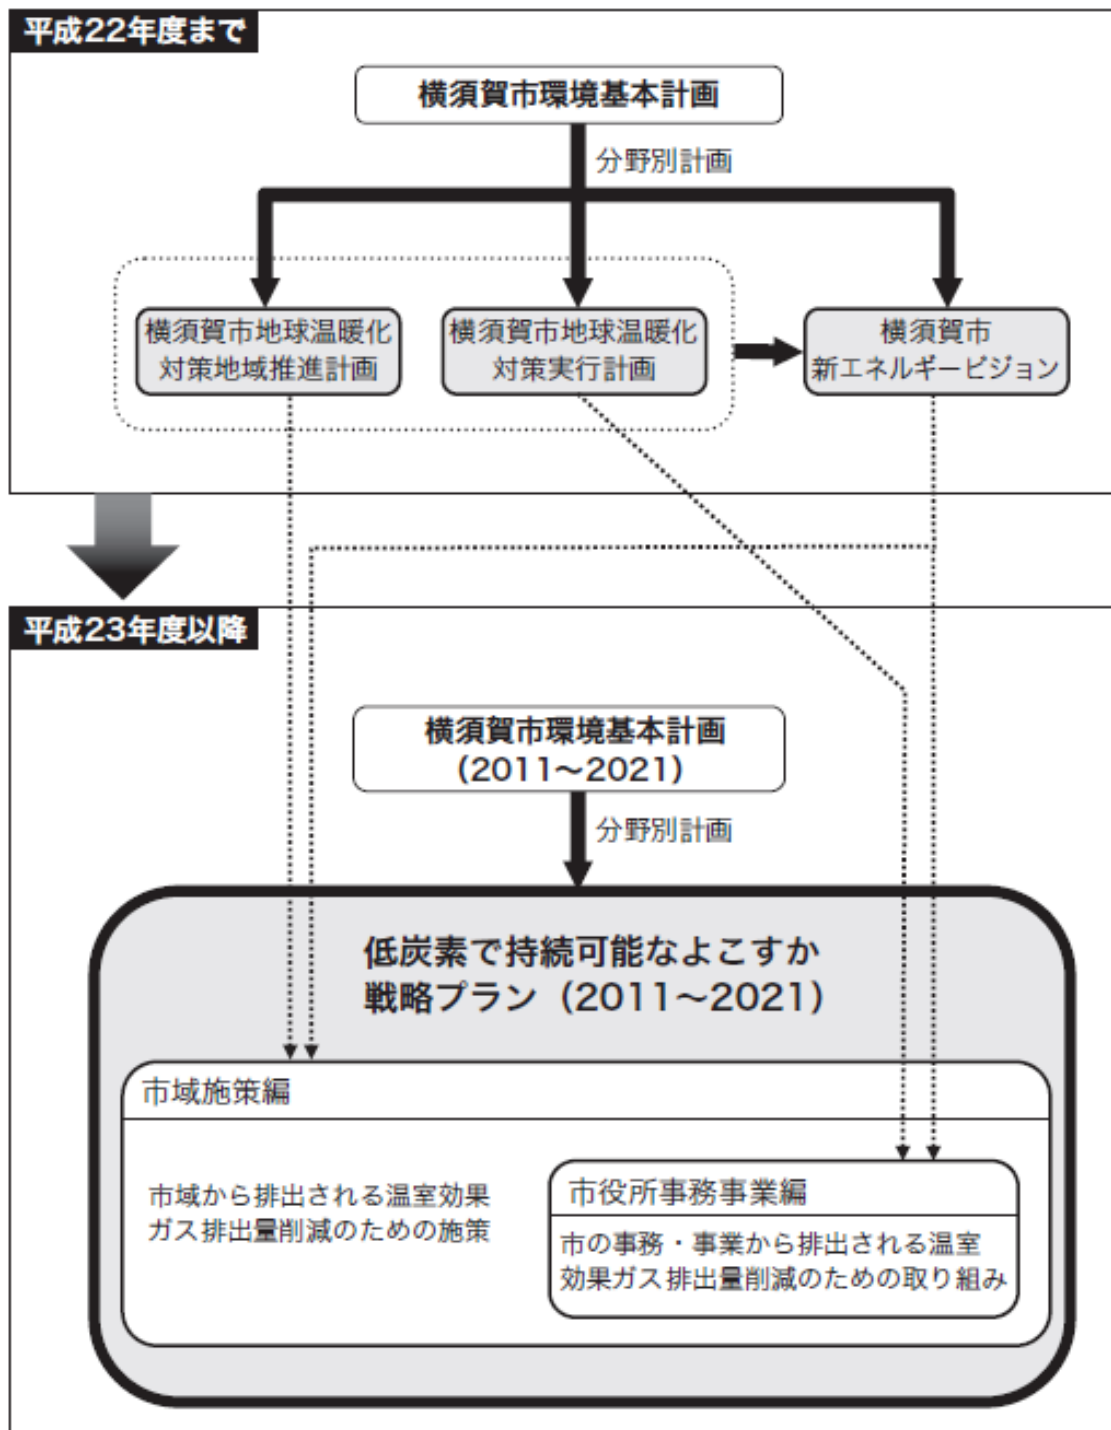 平成22年度まで
横須賀市環境基本計画
分野別計画
横須賀市地球温暖化
対策地域推進計画
横須賀市地球温暖化
対策実行計画
横須賀市
新エネルギービジョン
平成23年度以降
横須賀市環境基本計画
(2011〜2021)
分野別計画
低炭素で持続可能なよこすか
戦略プラン(2011〜2021)
市域施策編
市域から排出される温室効果
ガス排出量削減のための施策
市役所事務事業編
市の事務・事業から排出される温室
効果ガス排出量削減のための取り組み